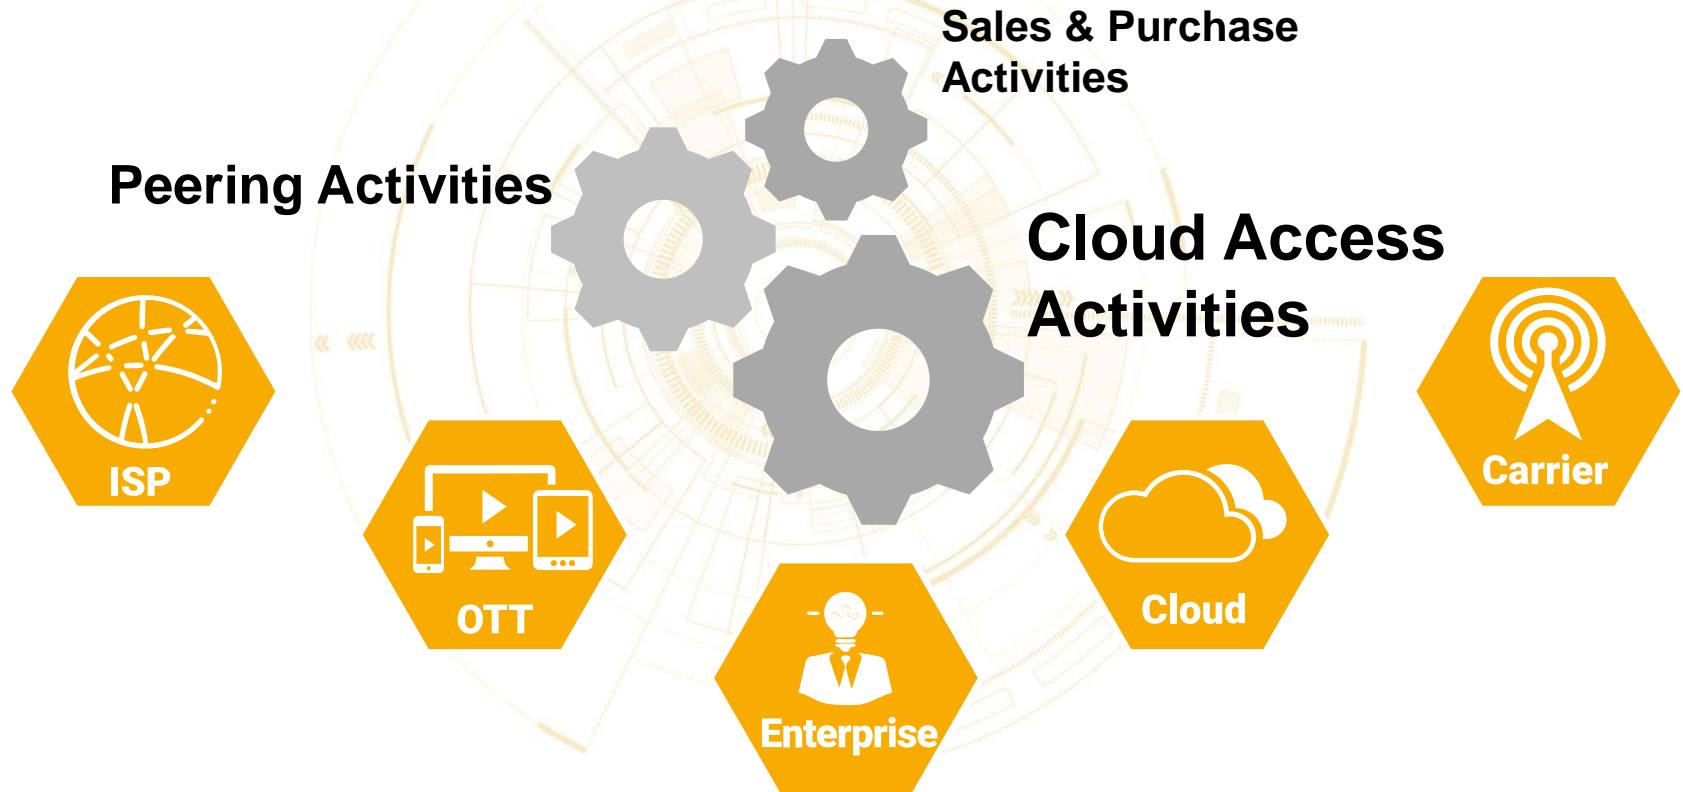 Sales & Purchase
Activities
Peering Activities
Cloud Access
Activities
ISP
OTT
Enterprise
Cloud
Carrier